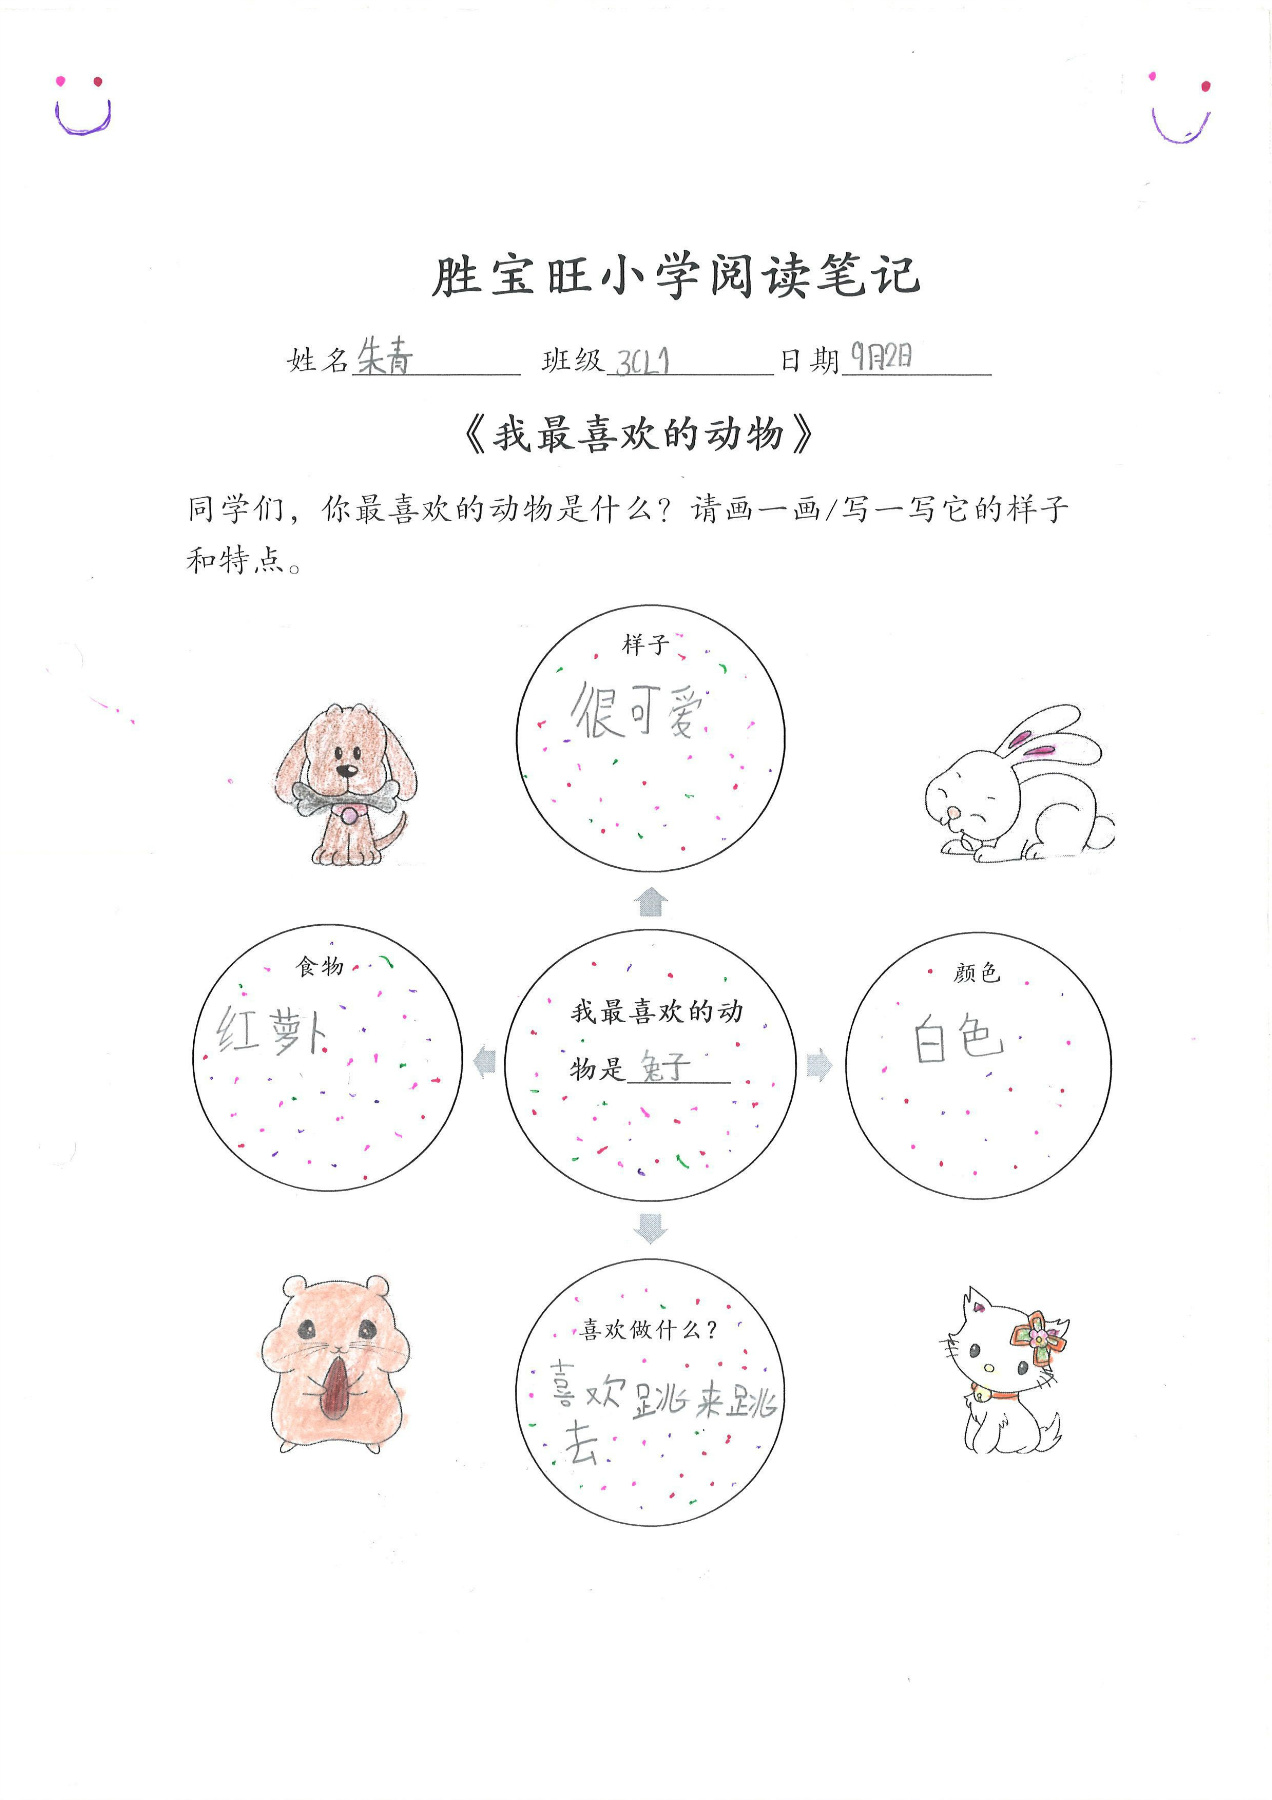 胜宝旺小学阅读笔记
姓名朱青 班级3CL1 日期9月2日
《我最喜欢的动物》
同学们，你最喜欢的动物是什么？请画一画/写一写它的样子
和特点。
样子
很可爱
食物
红萝卜
我最喜欢的动
物是兔子
颜色
白色
喜欢做什么？
喜欢跳来跳
去